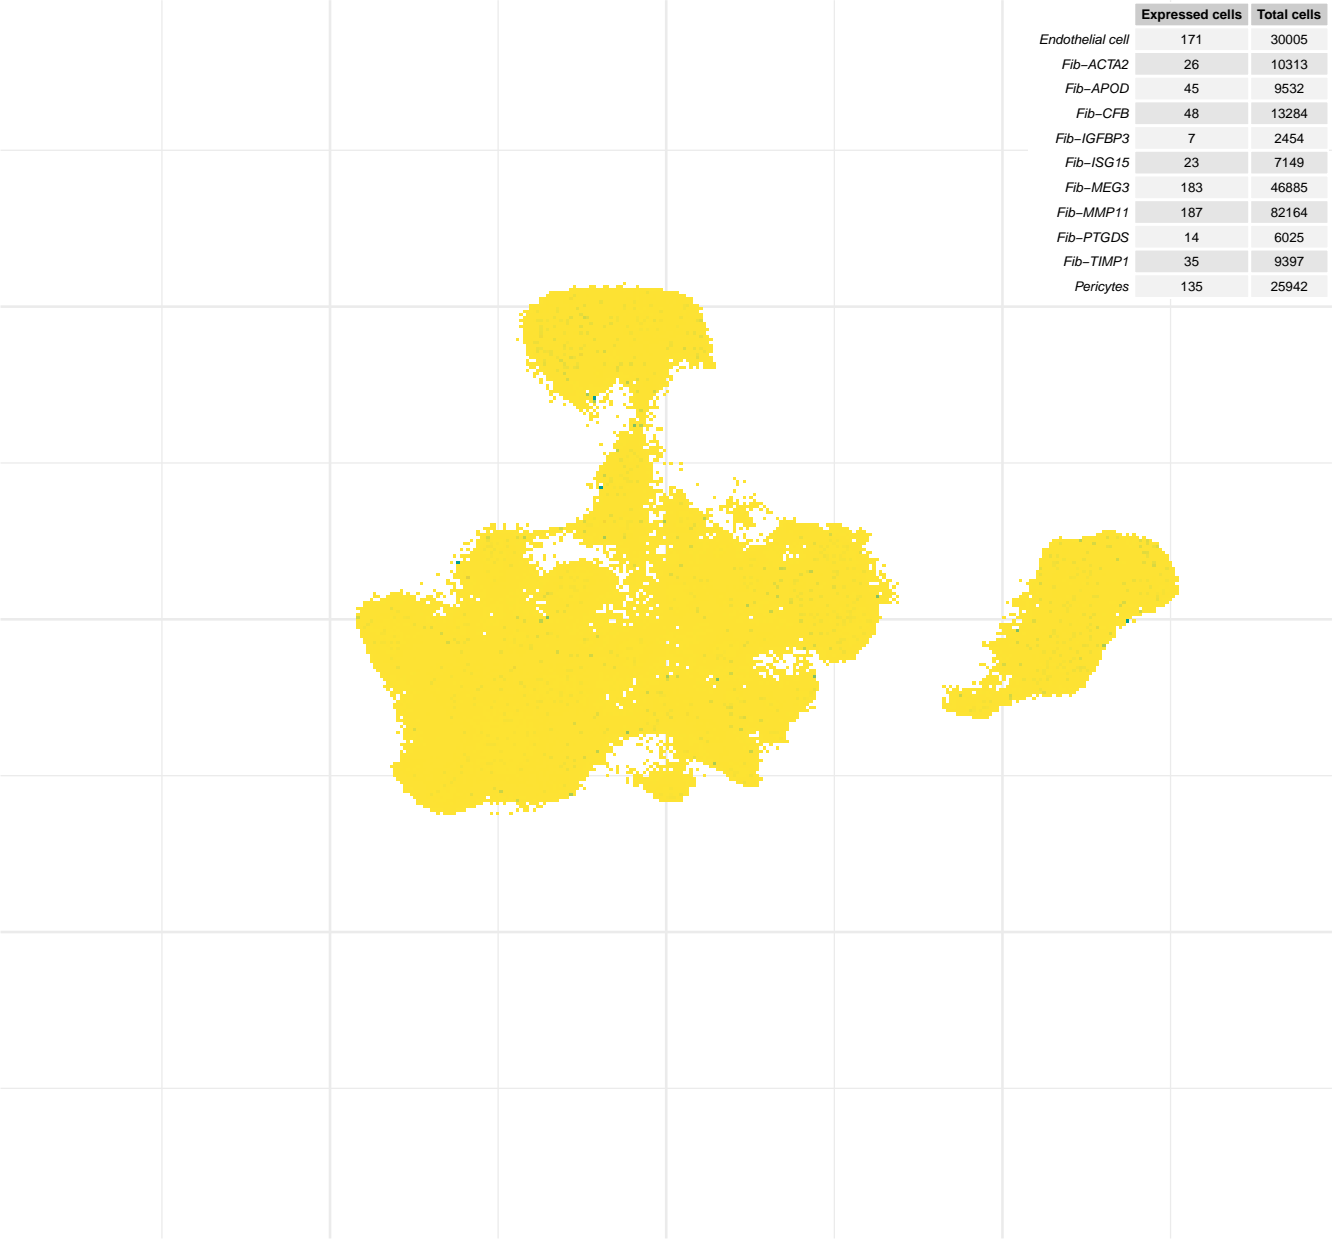 Expressed cells Total cells
Endothelial cell 171 30005
Fib−ACTA2 26 10313
Fib−APOD 45 9532
Fib−CFB 48 13284
Fib−IGFBP3 7 2454
Fib−ISG15 23 7149
Fib−MEG3 183 46885
Fib−MMP11 187 82164
Fib−PTGDS 14 6025
Fib−TIMP1 35 9397
Pericytes 135 25942